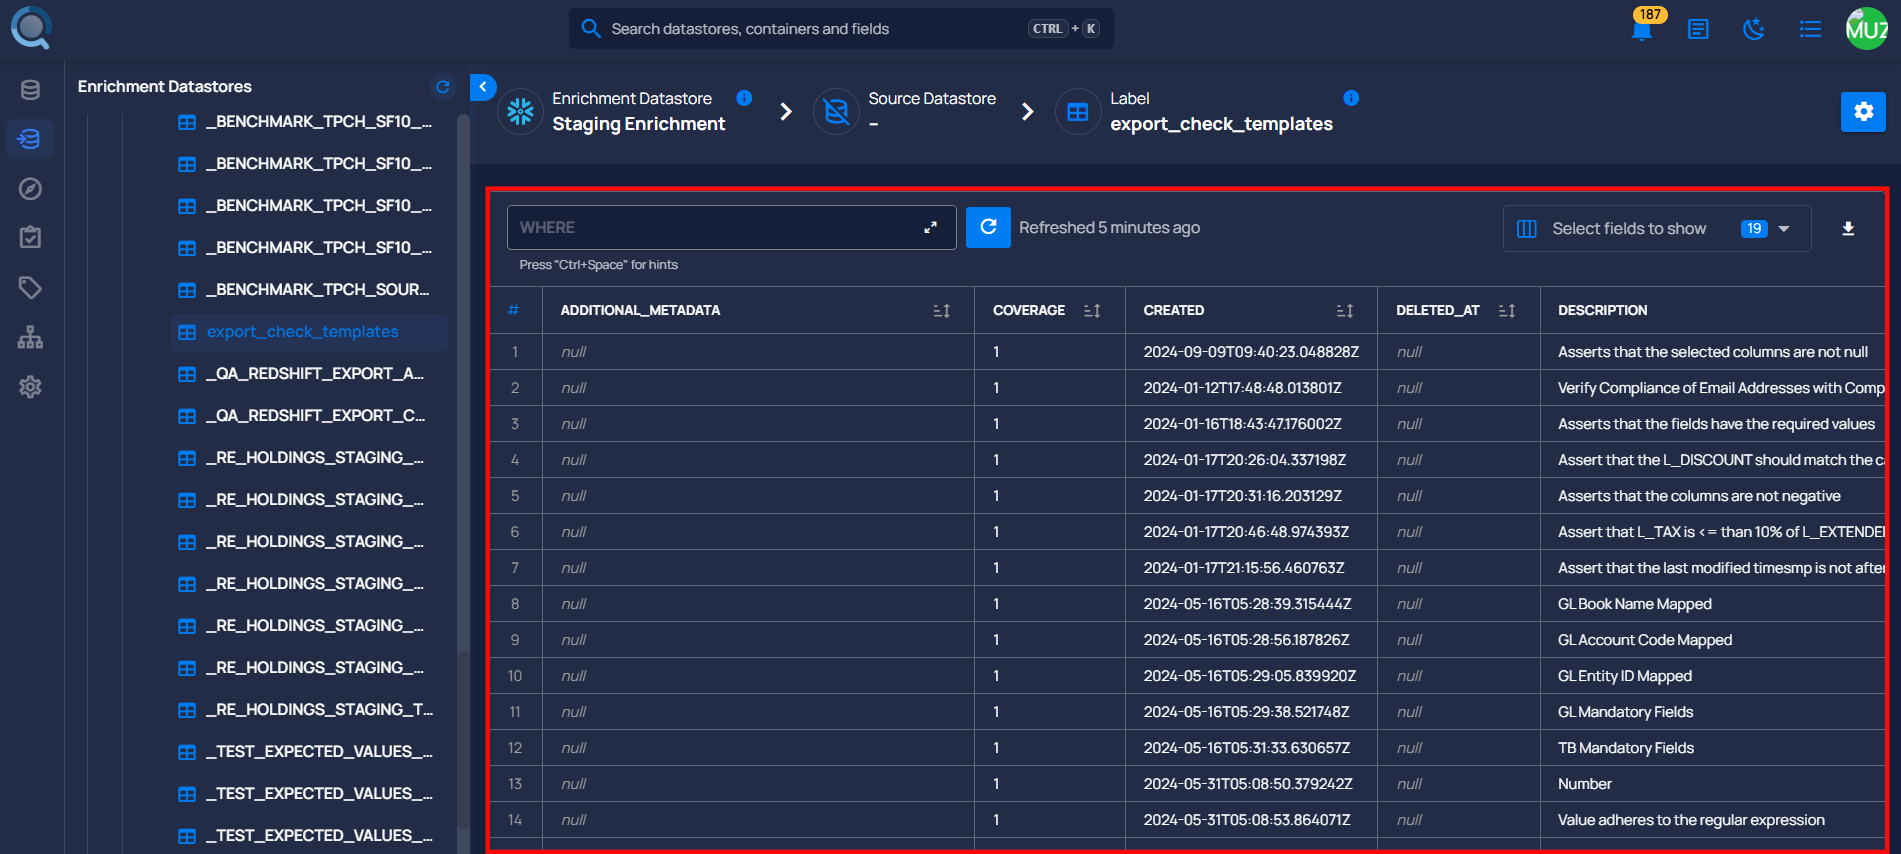 Search datastores, containers and fields
CTRL + K
187
MUZ
Enrichment Datastores
_BENCHMARK_TPCH_SF10_...
_BENCHMARK_TPCH_SF10_...
_BENCHMARK_TPCH_SF10_...
_BENCHMARK_TPCH_SF10_...
_BENCHMARK_TPCH_SOUR...
export_check_templates
_QA_REDSHIFT_EXPORT_A...
_QA_REDSHIFT_EXPORT_C...
_RE_HOLDINGS_STAGING_...
_RE_HOLDINGS_STAGING_...
_RE_HOLDINGS_STAGING_...
_RE_HOLDINGS_STAGING_...
_RE_HOLDINGS_STAGING_...
_RE_HOLDINGS_STAGING_...
_RE_HOLDINGS_STAGING_T...
_TEST_EXPECTED_VALUES_...
_TEST_EXPECTED_VALUES_...
_TEST_EXPECTED_VALUES_...
Enrichment Datastore
Staging Enrichment
Source Datastore
–
Label
export_check_templates
WHERE
Press "Ctrl+Space" for hints
Refreshed 5 minutes ago
Select fields to show 19
# ADDITIONAL_METADATA COVERAGE CREATED DELETED_AT DESCRIPTION
1 null 1 2024-09-09T09:40:23.048828Z null Asserts that the selected columns are not null
2 null 1 2024-01-12T17:48:48.013801Z null Verify Compliance of Email Addresses with Comp
3 null 1 2024-01-16T18:43:47.176002Z null Asserts that the fields have the required values
4 null 1 2024-01-17T20:26:04.337198Z null Assert that the L_DISCOUNT should match the ca
5 null 1 2024-01-17T20:31:16.203129Z null Asserts that the columns are not negative
6 null 1 2024-01-17T20:46:48.974393Z null Assert that L_TAX is <= than 10% of L_EXTENDE
7 null 1 2024-01-17T21:15:56.460763Z null Assert that the last modified timesmp is not after
8 null 1 2024-05-16T05:28:39.315444Z null GL Book Name Mapped
9 null 1 2024-05-16T05:28:56.187826Z null GL Account Code Mapped
10 null 1 2024-05-16T05:29:05.839920Z null GL Entity ID Mapped
11 null 1 2024-05-16T05:29:38.521748Z null GL Mandatory Fields
12 null 1 2024-05-16T05:31:33.630657Z null TB Mandatory Fields
13 null 1 2024-05-31T05:08:50.379242Z null Number
14 null 1 2024-05-31T05:08:53.864071Z null Value adheres to the regular expression